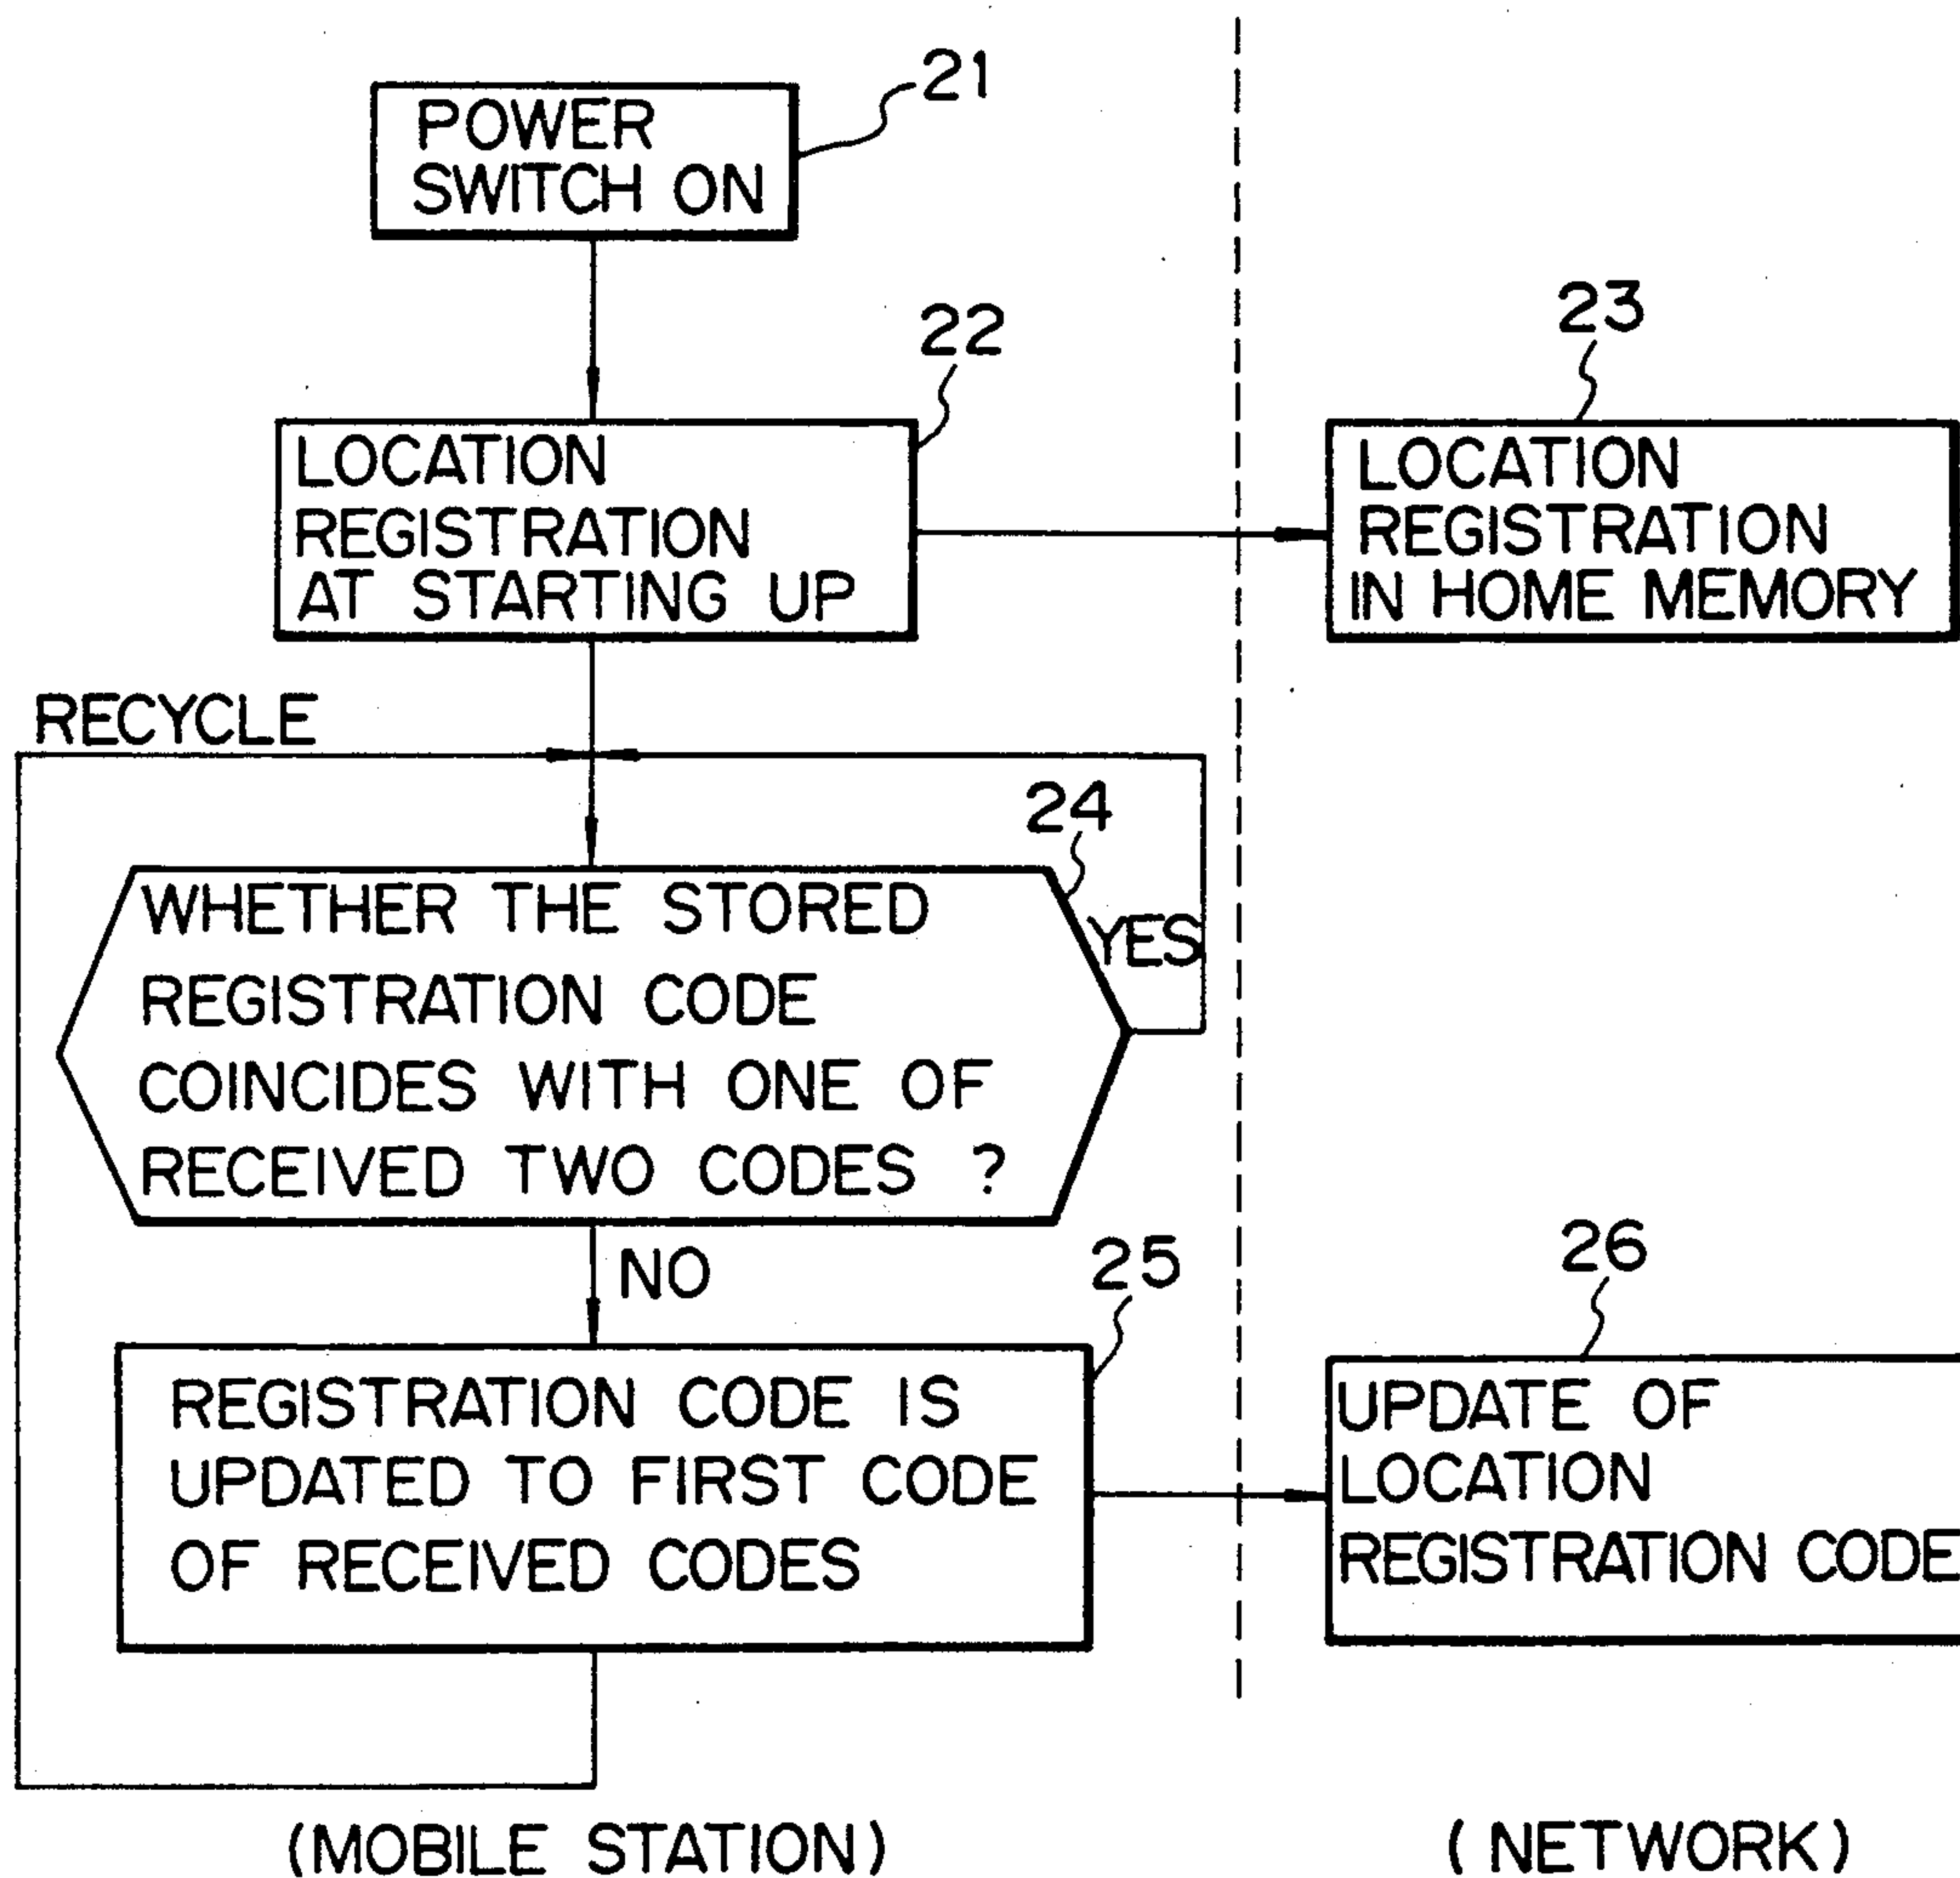 21
POWER
SWITCH ON
22
23
LOCATION
REGISTRATION
AT STARTING UP
LOCATION
REGISTRATION
IN HOME MEMORY
RECYCLE
24
WHETHER THE STORED
REGISTRATION CODE
COINCIDES WITH ONE OF
RECEIVED TWO CODES ?
YES
NO
25
26
REGISTRATION CODE IS
UPDATED TO FIRST CODE
OF RECEIVED CODES
UPDATE OF
LOCATION
REGISTRATION CODE
(MOBILE STATION)
(NETWORK)